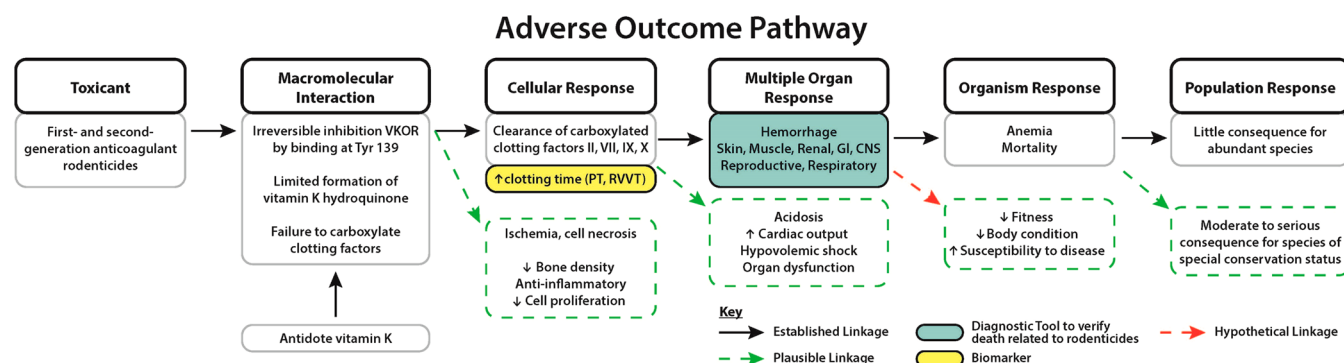 Adverse Outcome Pathway
Toxicant
First- and second-
generation anticoagulant
rodenticides
Macromolecular
Interaction
Irreversible inhibition VKOR
by binding at Tyr 139
Limited formation of
vitamin K hydroquinone
Failure to carboxylate
clotting factors
Antidote vitamin K
Cellular Response
Clearance of carboxylated
clotting factors II, VII, IX, X
↑clotting time (PT, RVVT)
Ischemia, cell necrosis
↓ Bone density
Anti-inflammatory
↓ Cell proliferation
Multiple Organ
Response
Hemorrhage
Skin, Muscle, Renal, GI, CNS
Reproductive, Respiratory
Acidosis
↑ Cardiac output
Hypovolemic shock
Organ dysfunction
Organism Response
Anemia
Mortality
↓ Fitness
↓Body condition
↑ Susceptibility to disease
Population Response
Little consequence for
abundant species
Moderate to serious
consequence for species of
special conservation status
Key
Established Linkage
Plausible Linkage
Diagnostic Tool to verify
death related to rodenticides
Biomarker
Hypothetical Linkage